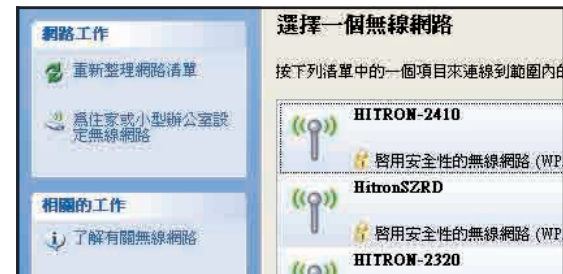 網路工作
重新整理網路清單
為住家或小型辦公室設
定無線網路
相關的工作
了解有關無線網路
選擇一個無線網路
按下列清單中的一個項目來連線到範圍內的
HITRON-2410
啓用安全性的無線網路 (WP
HitronSZRD
啓用安全性的無線網路 (WP
HITRON-2320